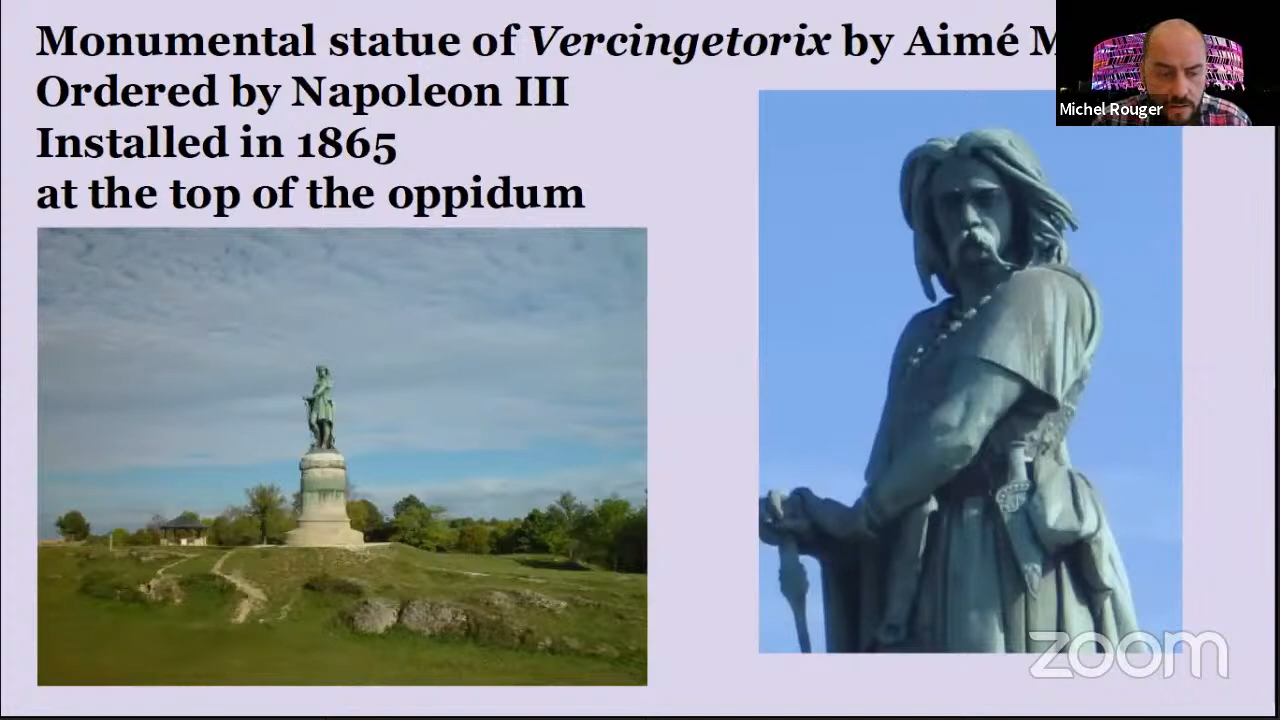 Monumental statue of Vercingetorix by Aimé
Ordered by Napoleon III
Installed in 1865
at the top of the oppidum
Michel Rouger
zoom